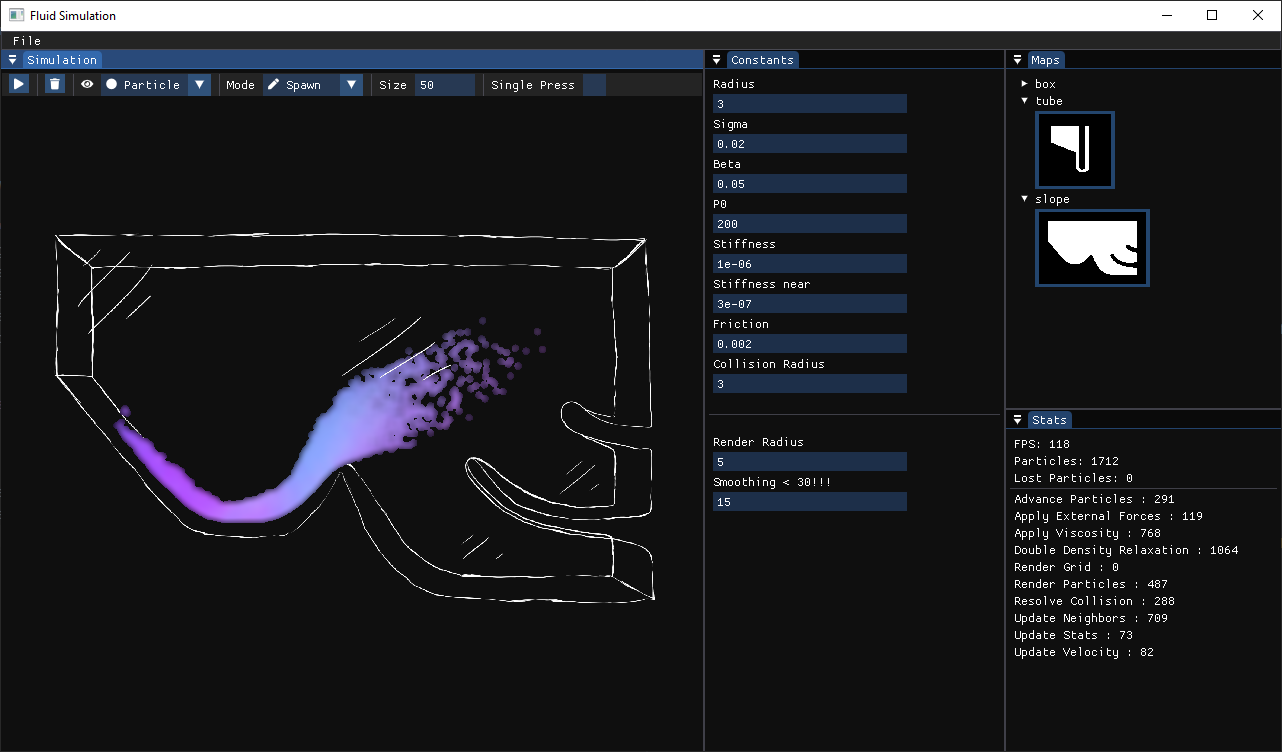 Fluid Simulation
File
Simulation
Particle Mode Spawn Size 50 Single Press
Constants
Radius
3
Sigma
0.02
Beta
0.05
P0
200
Stiffness
1e-06
Stiffness near
3e-07
Friction
0.002
Collision Radius
3
Render Radius
5
Smoothing < 30!!!
15
Maps
box
tube
slope
Stats
FPS: 118
Particles: 1712
Lost Particles: 0
Advance Particles : 291
Apply External Forces : 119
Apply Viscosity : 768
Double Density Relaxation : 1064
Render Grid : 0
Render Particles : 487
Resolve Collision : 288
Update Neighbors : 709
Update Stats : 73
Update Velocity : 82